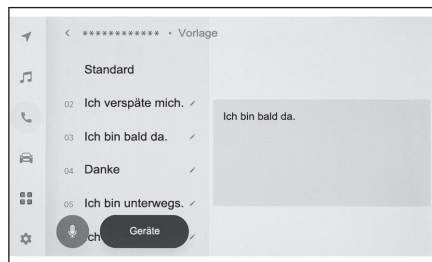 ************ • Vorlage
Standard
02 Ich verspäte mich.
03 Ich bin bald da.
04 Danke
05 Ich bin unterwegs.
ch
Geräte
Ich bin bald da.